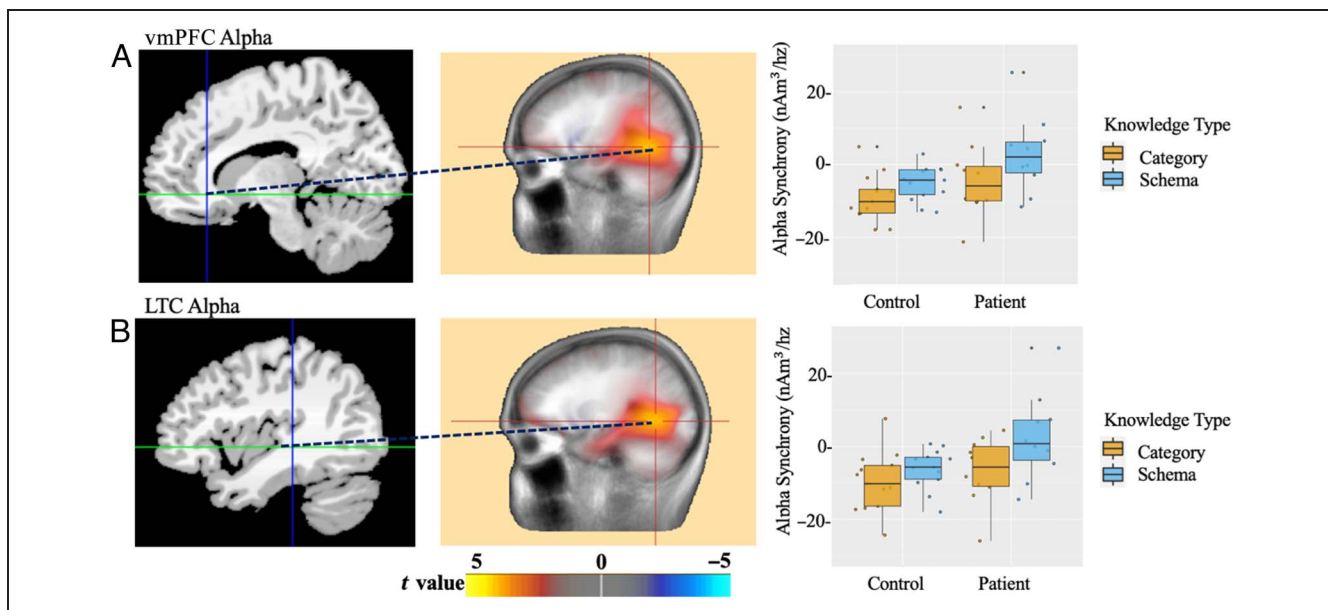 A
vmPFC Alpha
Alpha Synchrony (nAm³/hz)
20-
0-
-20-
Control
Patient
Knowledge Type
Category
Schema
B
LTC Alpha
Alpha Synchrony (nAm³/hz
20-
0-
-20-
Control
Patient
Knowledge Type
Category
Schema
t value
5
0
-5